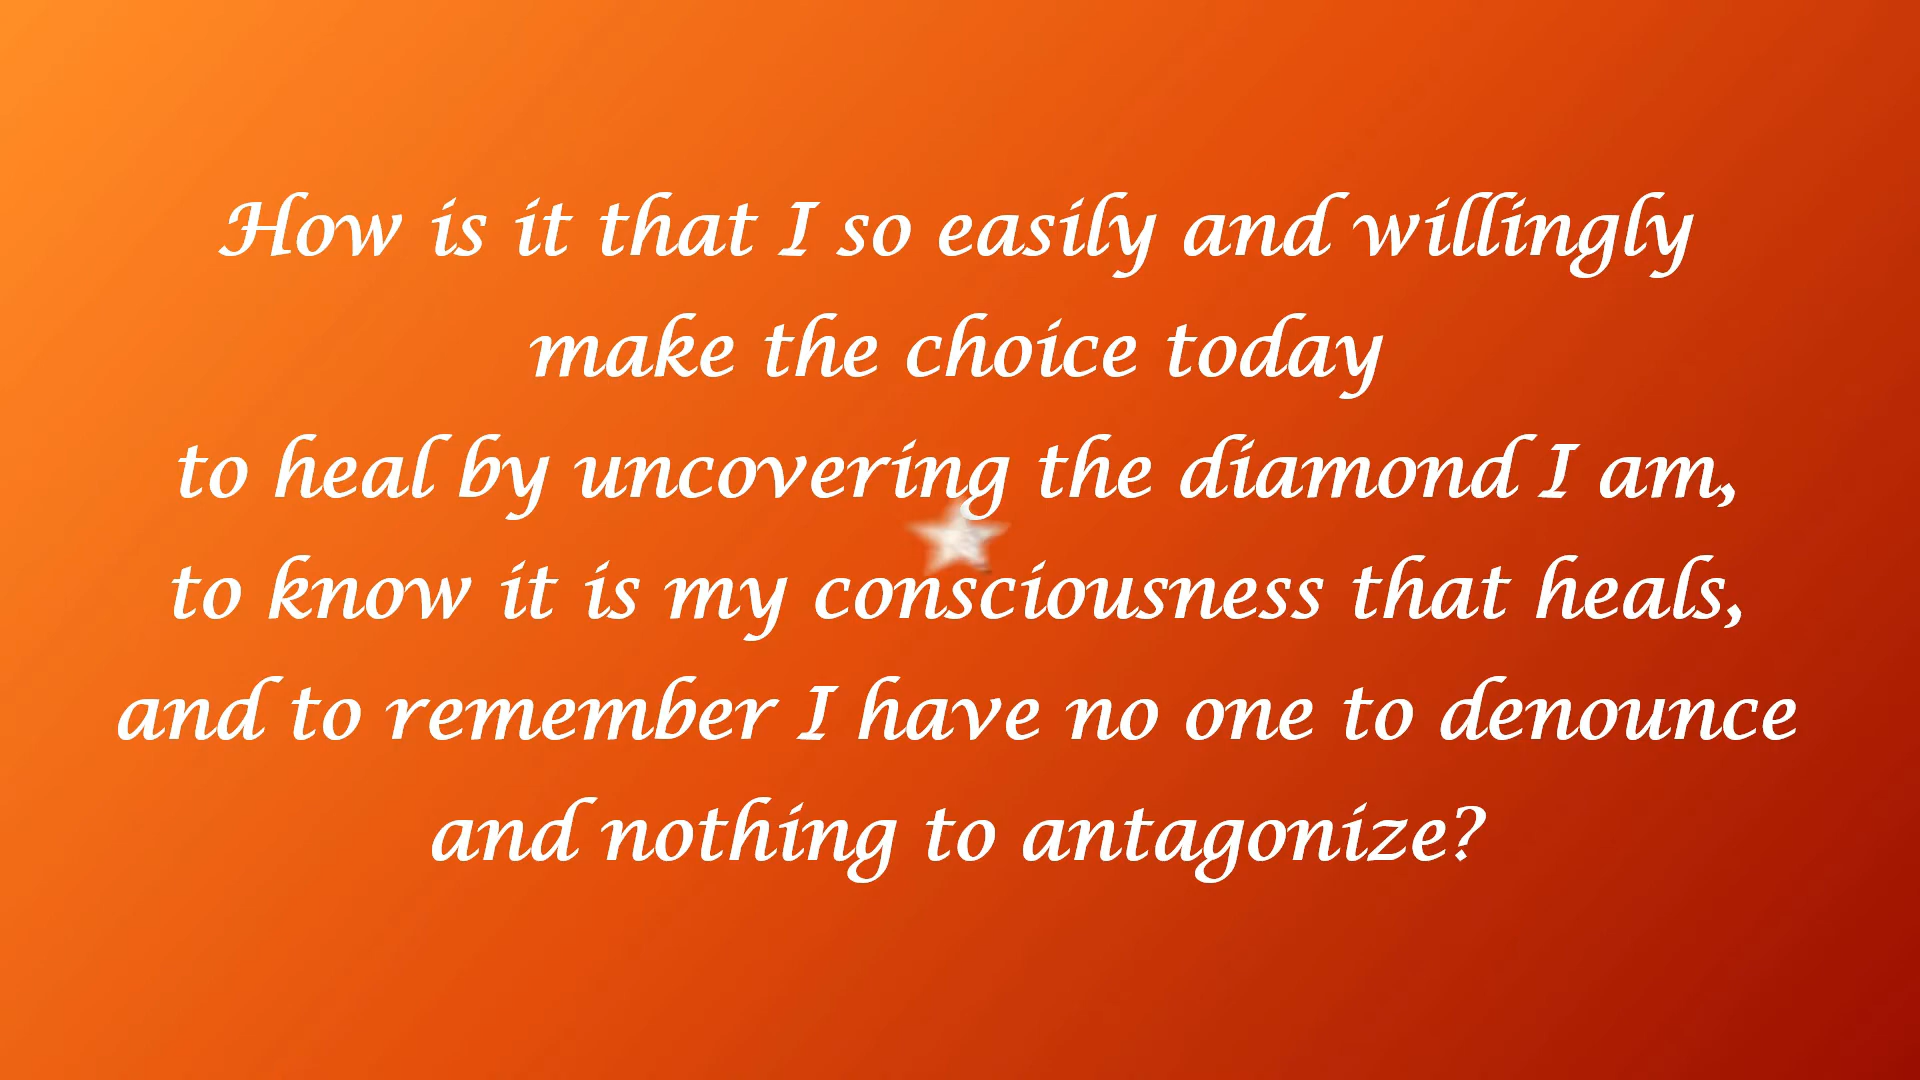 How is it that I so easily and willingly
make the choice today
to heal by uncovering the diamond I am,
to know it is my consciousness that heals,
and to remember I have no one to denounce
and nothing to antagonize?